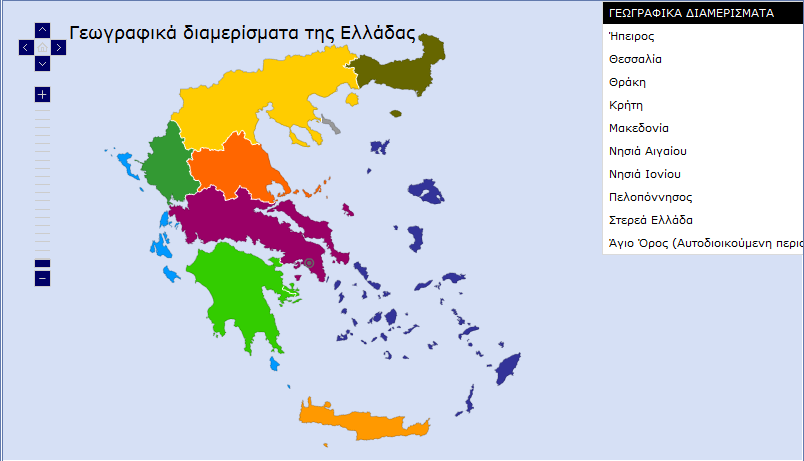 Γεωγραφικά διαμερίσματα της Ελλάδας
ΓΕΩΓΡΑΦΙΚΑ ΔΙΑΜΕΡΙΣΜΑΤΑ
Ήπειρος
Θεσσαλία
Θράκη
Κρήτη
Μακεδονία
Νησιά Αιγαίου
Νησιά Ιονίου
Πελοπόννησος
Στερεά Ελλάδα
Άγιο Όρος (Αυτοδιοικούμενη περιο